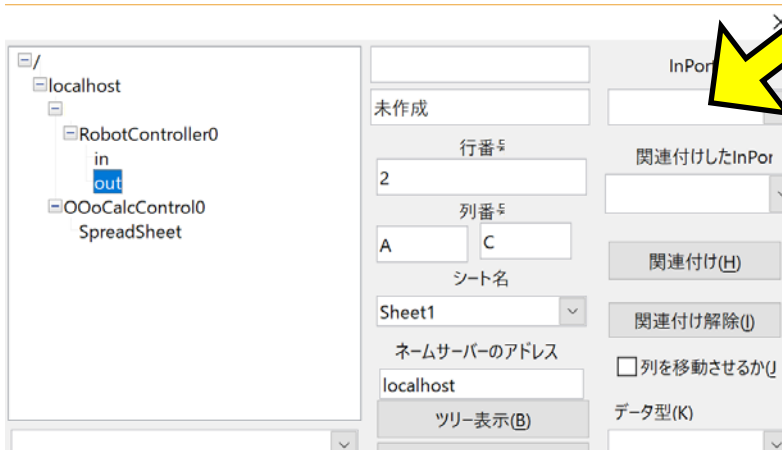 /
localhost
RobotController0
in
out
OOoCalcControl0
SpreadSheet
未作成
行番号
2
列番号
A
C
シート名
Sheet1
ネームサーバーのアドレス
localhost
ツリー表示(B)
InPor
関連付けしたInPor
関連付け(H)
関連付け解除(I)
列を移動させるか(J
データ型(K)